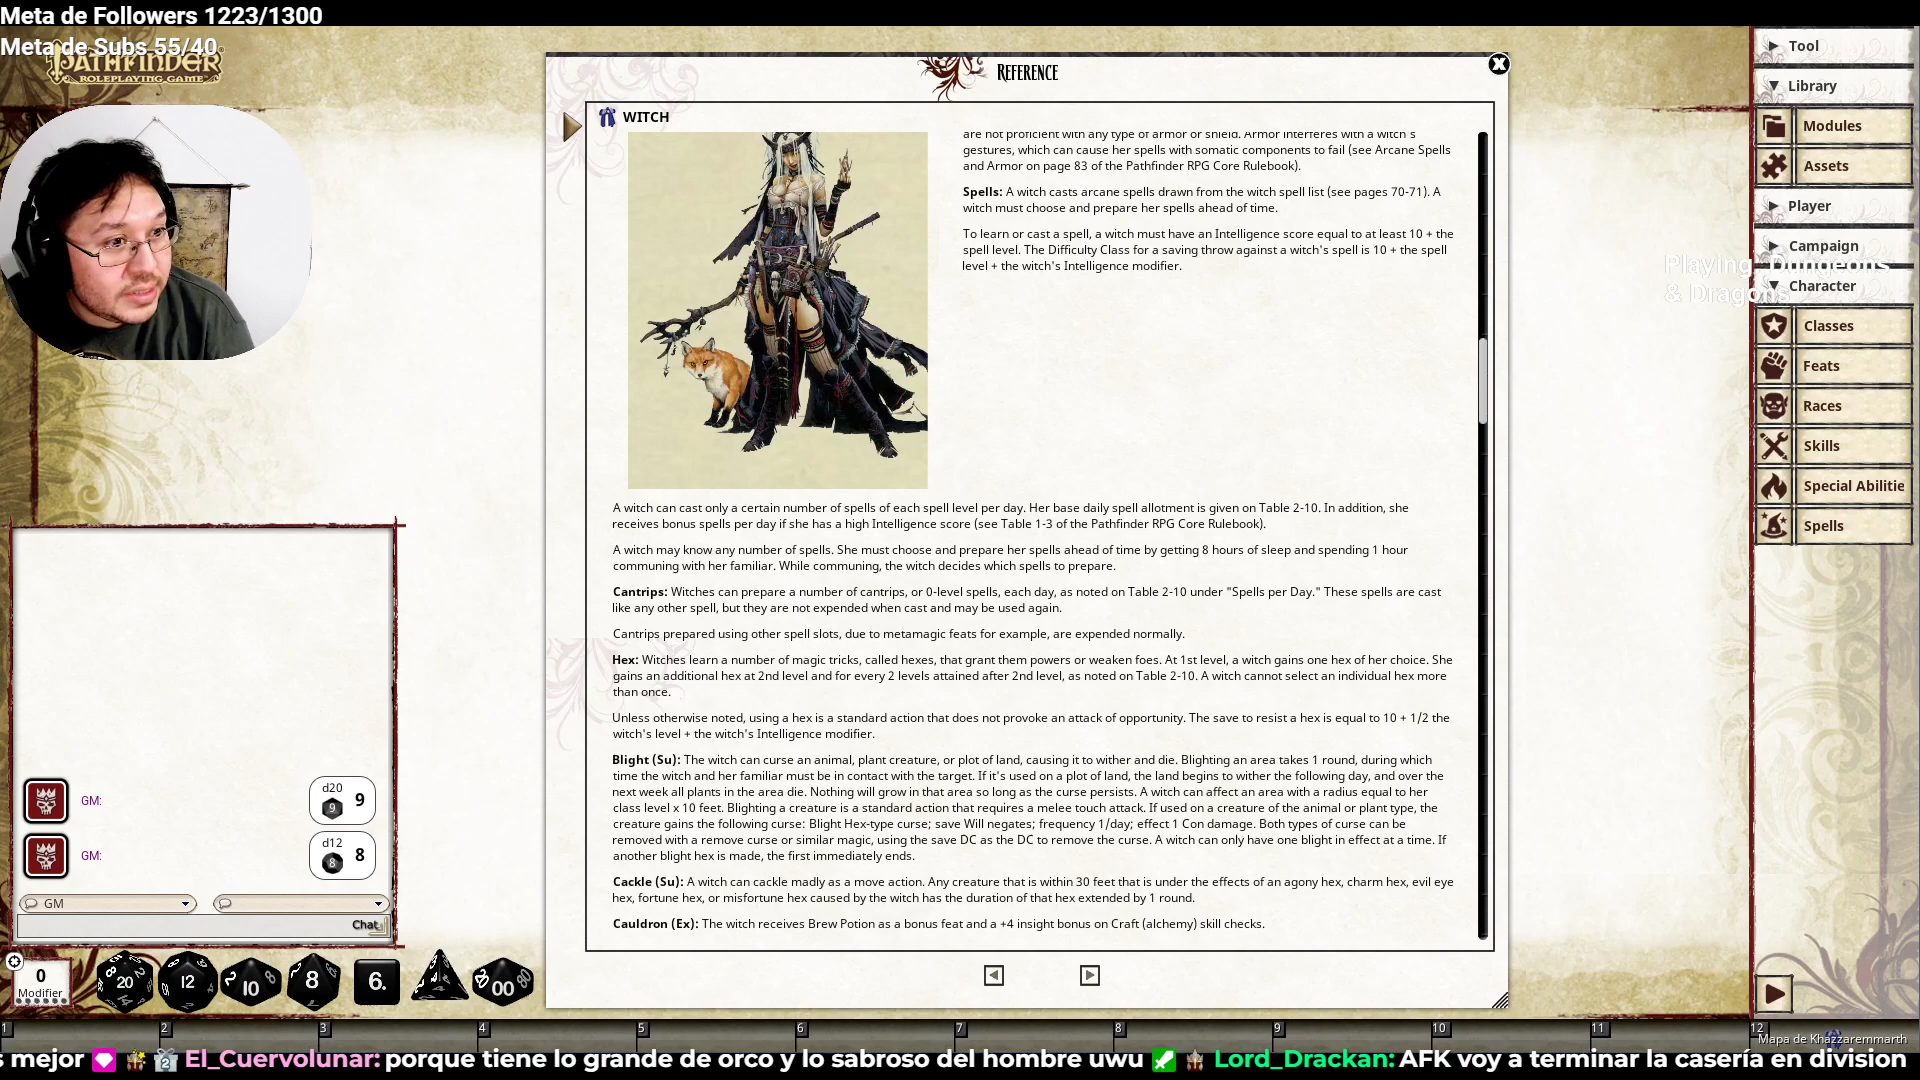 Meta de Followers 1223/1300
Meta de Subs 55/40
PATHFINDER
ROLEPLAYING GAME
REFERENCE
WITCH
are not proficient with any type of armor or shield. Armor interferes with a witch's
gestures, which can cause her spells with somatic components to fail (see Arcane Spells
and Armor on page 83 of the Pathfinder RPG Core Rulebook).
Spells: A witch casts arcane spells drawn from the witch spell list (see pages 70-71). A
witch must choose and prepare her spells ahead of time.
To learn or cast a spell, a witch must have an Intelligence score equal to at least 10 + the
spell level. The Difficulty Class for a saving throw against a witch's spell is 10 + the spell
level + the witch's Intelligence modifier.
A witch can cast only a certain number of spells of each spell level per day. Her base daily spell allotment is given on Table 2-10. In addition, she
receives bonus spells per day if she has a high Intelligence score (see Table 1-3 of the Pathfinder RPG Core Rulebook).
A witch may know any number of spells. She must choose and prepare her spells ahead of time by getting 8 hours of sleep and spending 1 hour
communing with her familiar. While communing, the witch decides which spells to prepare.
Cantrips: Witches can prepare a number of cantrips, or 0-level spells, each day, as noted on Table 2-10 under "Spells per Day." These spells are cast
like any other spell, but they are not expended when cast and may be used again.
Cantrips prepared using other spell slots, due to metamagic feats for example, are expended normally.
Hex: Witches learn a number of magic tricks, called hexes, that grant them powers or weaken foes. At 1st level, a witch gains one hex of her choice. She
gains an additional hex at 2nd level and for every 2 levels attained after 2nd level, as noted on Table 2-10. A witch cannot select an individual hex more
than once.
Unless otherwise noted, using a hex is a standard action that does not provoke an attack of opportunity. The save to resist a hex is equal to 10 + 1/2 the
witch's level + the witch's Intelligence modifier.
Blight (Su): The witch can curse an animal, plant creature, or plot of land, causing it to wither and die. Blighting an area takes 1 round, during which
time the witch and her familiar must be in contact with the target. If it's used on a plot of land, the land begins to wither the following day, and over the
next week all plants in the area die. Nothing will grow in that area so long as the curse persists. A witch can affect an area with a radius equal to her
class level x 10 feet. Blighting a creature is a standard action that requires a melee touch attack. If used on a creature of the animal or plant type, the
creature gains the following curse: Blight Hex-type curse; save Will negates; frequency 1/day; effect 1 Con damage. Both types of curse can be
removed with a remove curse or similar magic, using the save DC as the DC to remove the curse. A witch can only have one blight in effect at a time. If
another blight hex is made, the first immediately ends.
Cackle (Su): A witch can cackle madly as a move action. Any creature that is within 30 feet that is under the effects of an agony hex, charm hex, evil eye
hex, fortune hex, or misfortune hex caused by the witch has the duration of that hex extended by 1 round.
Cauldron (Ex): The witch receives Brew Potion as a bonus feat and a +4 insight bonus on Craft (alchemy) skill checks.
Tool
Library
Modules
Assets
Player
Campaign
Playing: Dungeons
& Dragons
Character
Classes
Feats
Races
Skills
Special Abilitie
Spells
GM:
d20
9
9
GM:
d12
8
8
GM
Chat
0
Modifier
20
12
10
8
6.
00
1 2 3 4 5 6 7 8 9 10 11 12
Mapa de Khazzaremmarth
s mejor El_Cuervolunar: porque tiene lo grande de orco y lo sabroso del hombre uwu Lord_Drackan: AFK voy a terminar la casería en division